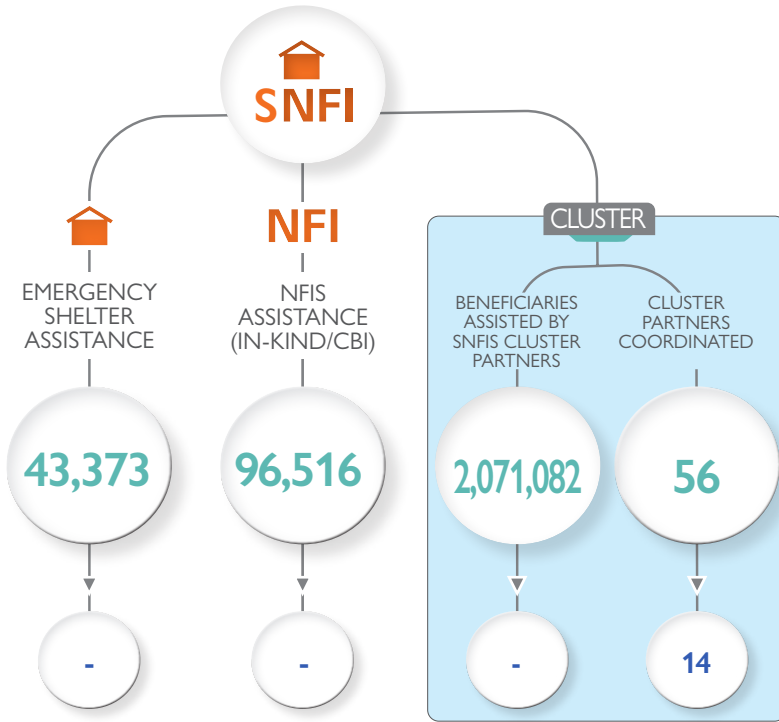 SNFI
NFI
CLUSTER
EMERGENCY
SHELTER
ASSISTANCE
NFIS
ASSISTANCE
(IN-KIND/CBI)
BENEFICIARIES
ASSISTED BY
SNFIS CLUSTER
PARTNERS
CLUSTER
PARTNERS
COORDINATED
43,373
96,516
2,071,082
56
-
-
-
14